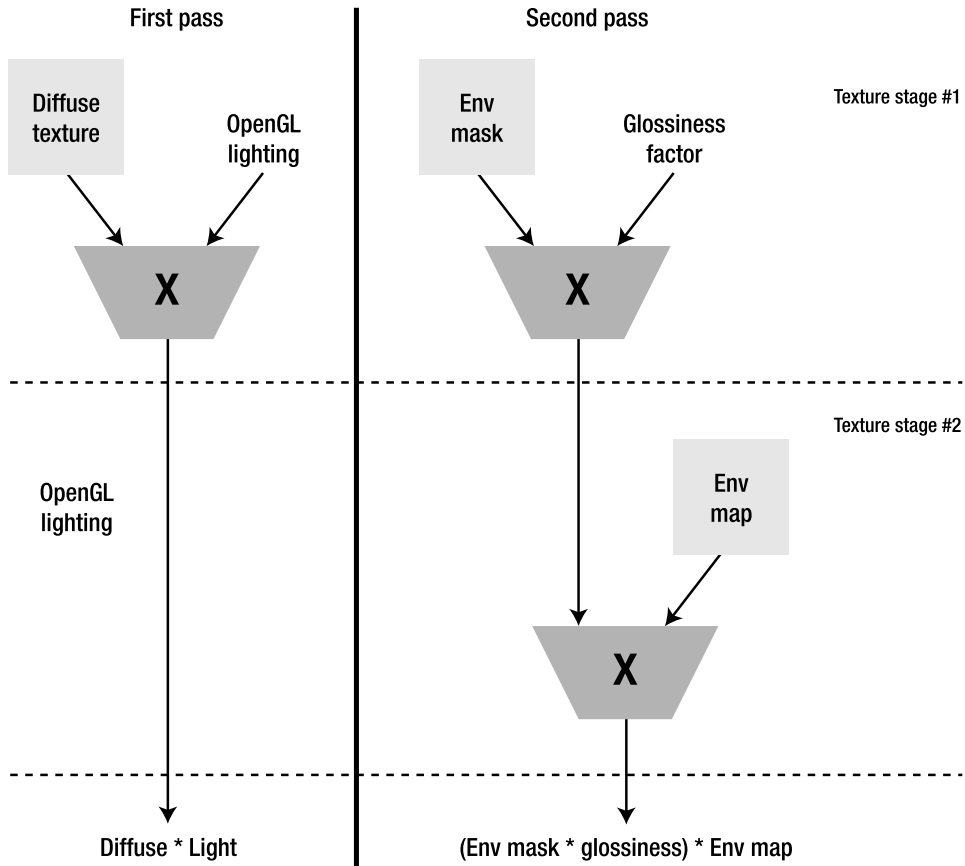 First pass
Second pass
Diffuse
texture
OpenGL
lighting
Env
mask
Glossiness
factor
Texture stage #1
X
X
Texture stage #2
OpenGL
lighting
Env
map
X
Diffuse * Light
(Env mask * glossiness) * Env map